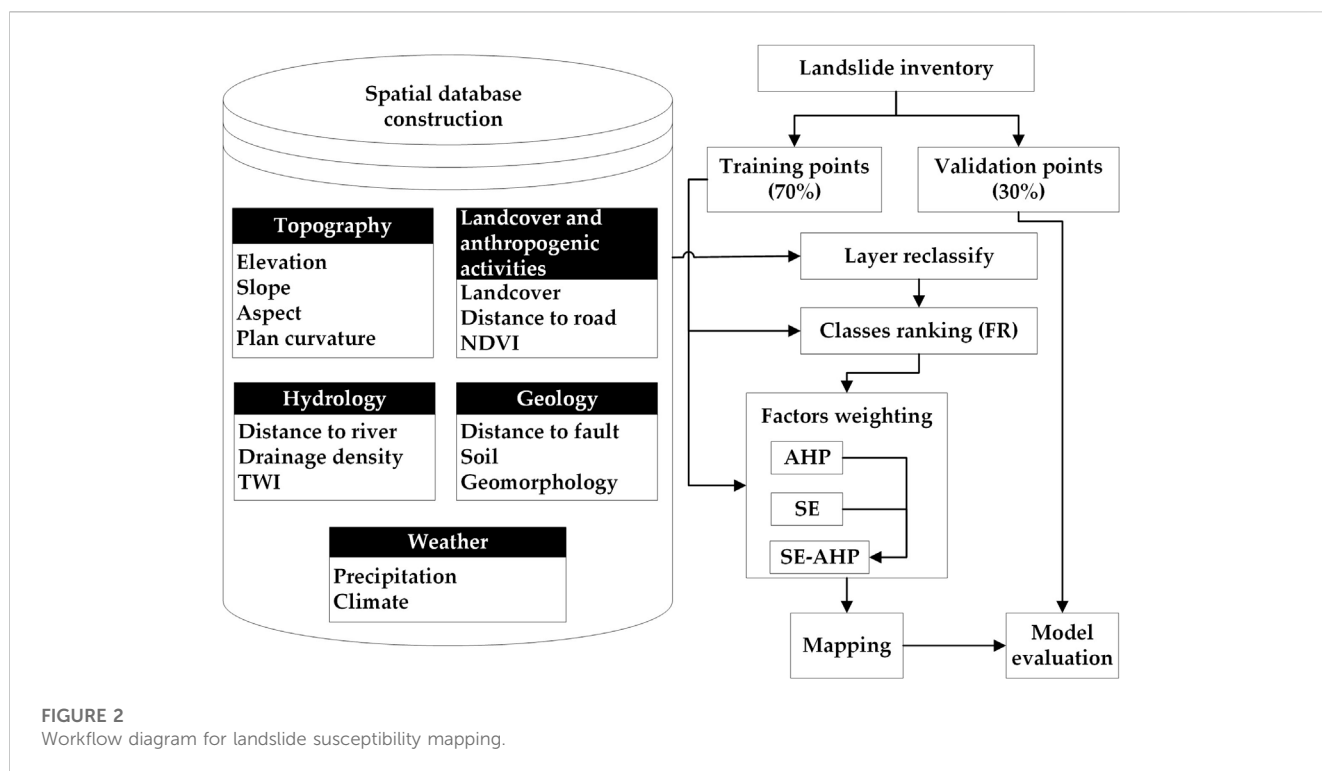 Spatial database
construction
Topography
Elevation
Slope
Aspect
Plan curvature
Landcover and
anthropogenic
activities
Landcover
Distance to road
NDVI
Hydrology
Distance to river
Drainage density
TWI
Geology
Distance to fault
Soil
Geomorphology
Weather
Precipitation
Climate
Landslide inventory
Training points
(70%)
Validation points
(30%)
Layer reclassify
Classes ranking (FR)
Factors weighting
AHP
SE
SE-AHP
Mapping
Model
evaluation
FIGURE 2
Workflow diagram for landslide susceptibility mapping.